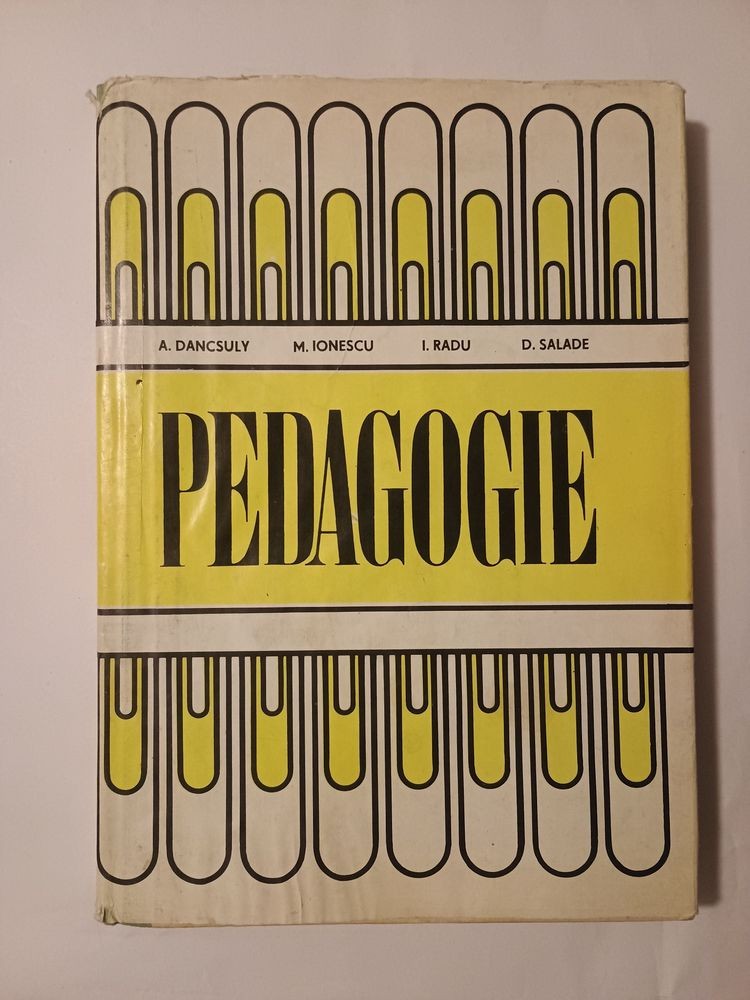 A. DANCSULY M. IONESCU I. RADU D. SALADE
PEDAGOGIE